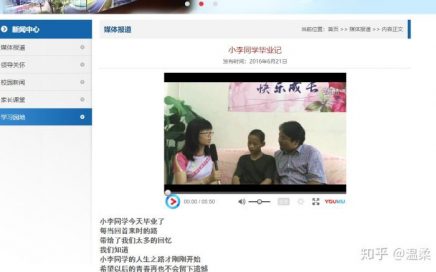 新闻中心
媒体报道
领导关怀
校园新闻
家长课堂
学习园地
媒体报道
当前位置：首页 >> 媒体报道 >> 内容正文
小李同学毕业记
发布时间：2016年6月21日
快乐成长
00:00 / 05:50
YOUKU
小李同学今天毕业了
每当回首来时的路
带给了我们太多的回忆
我们知道
小李同学的人生之路才刚刚开始
希望以后的青春再也不会留下遗憾
知乎 @温柔